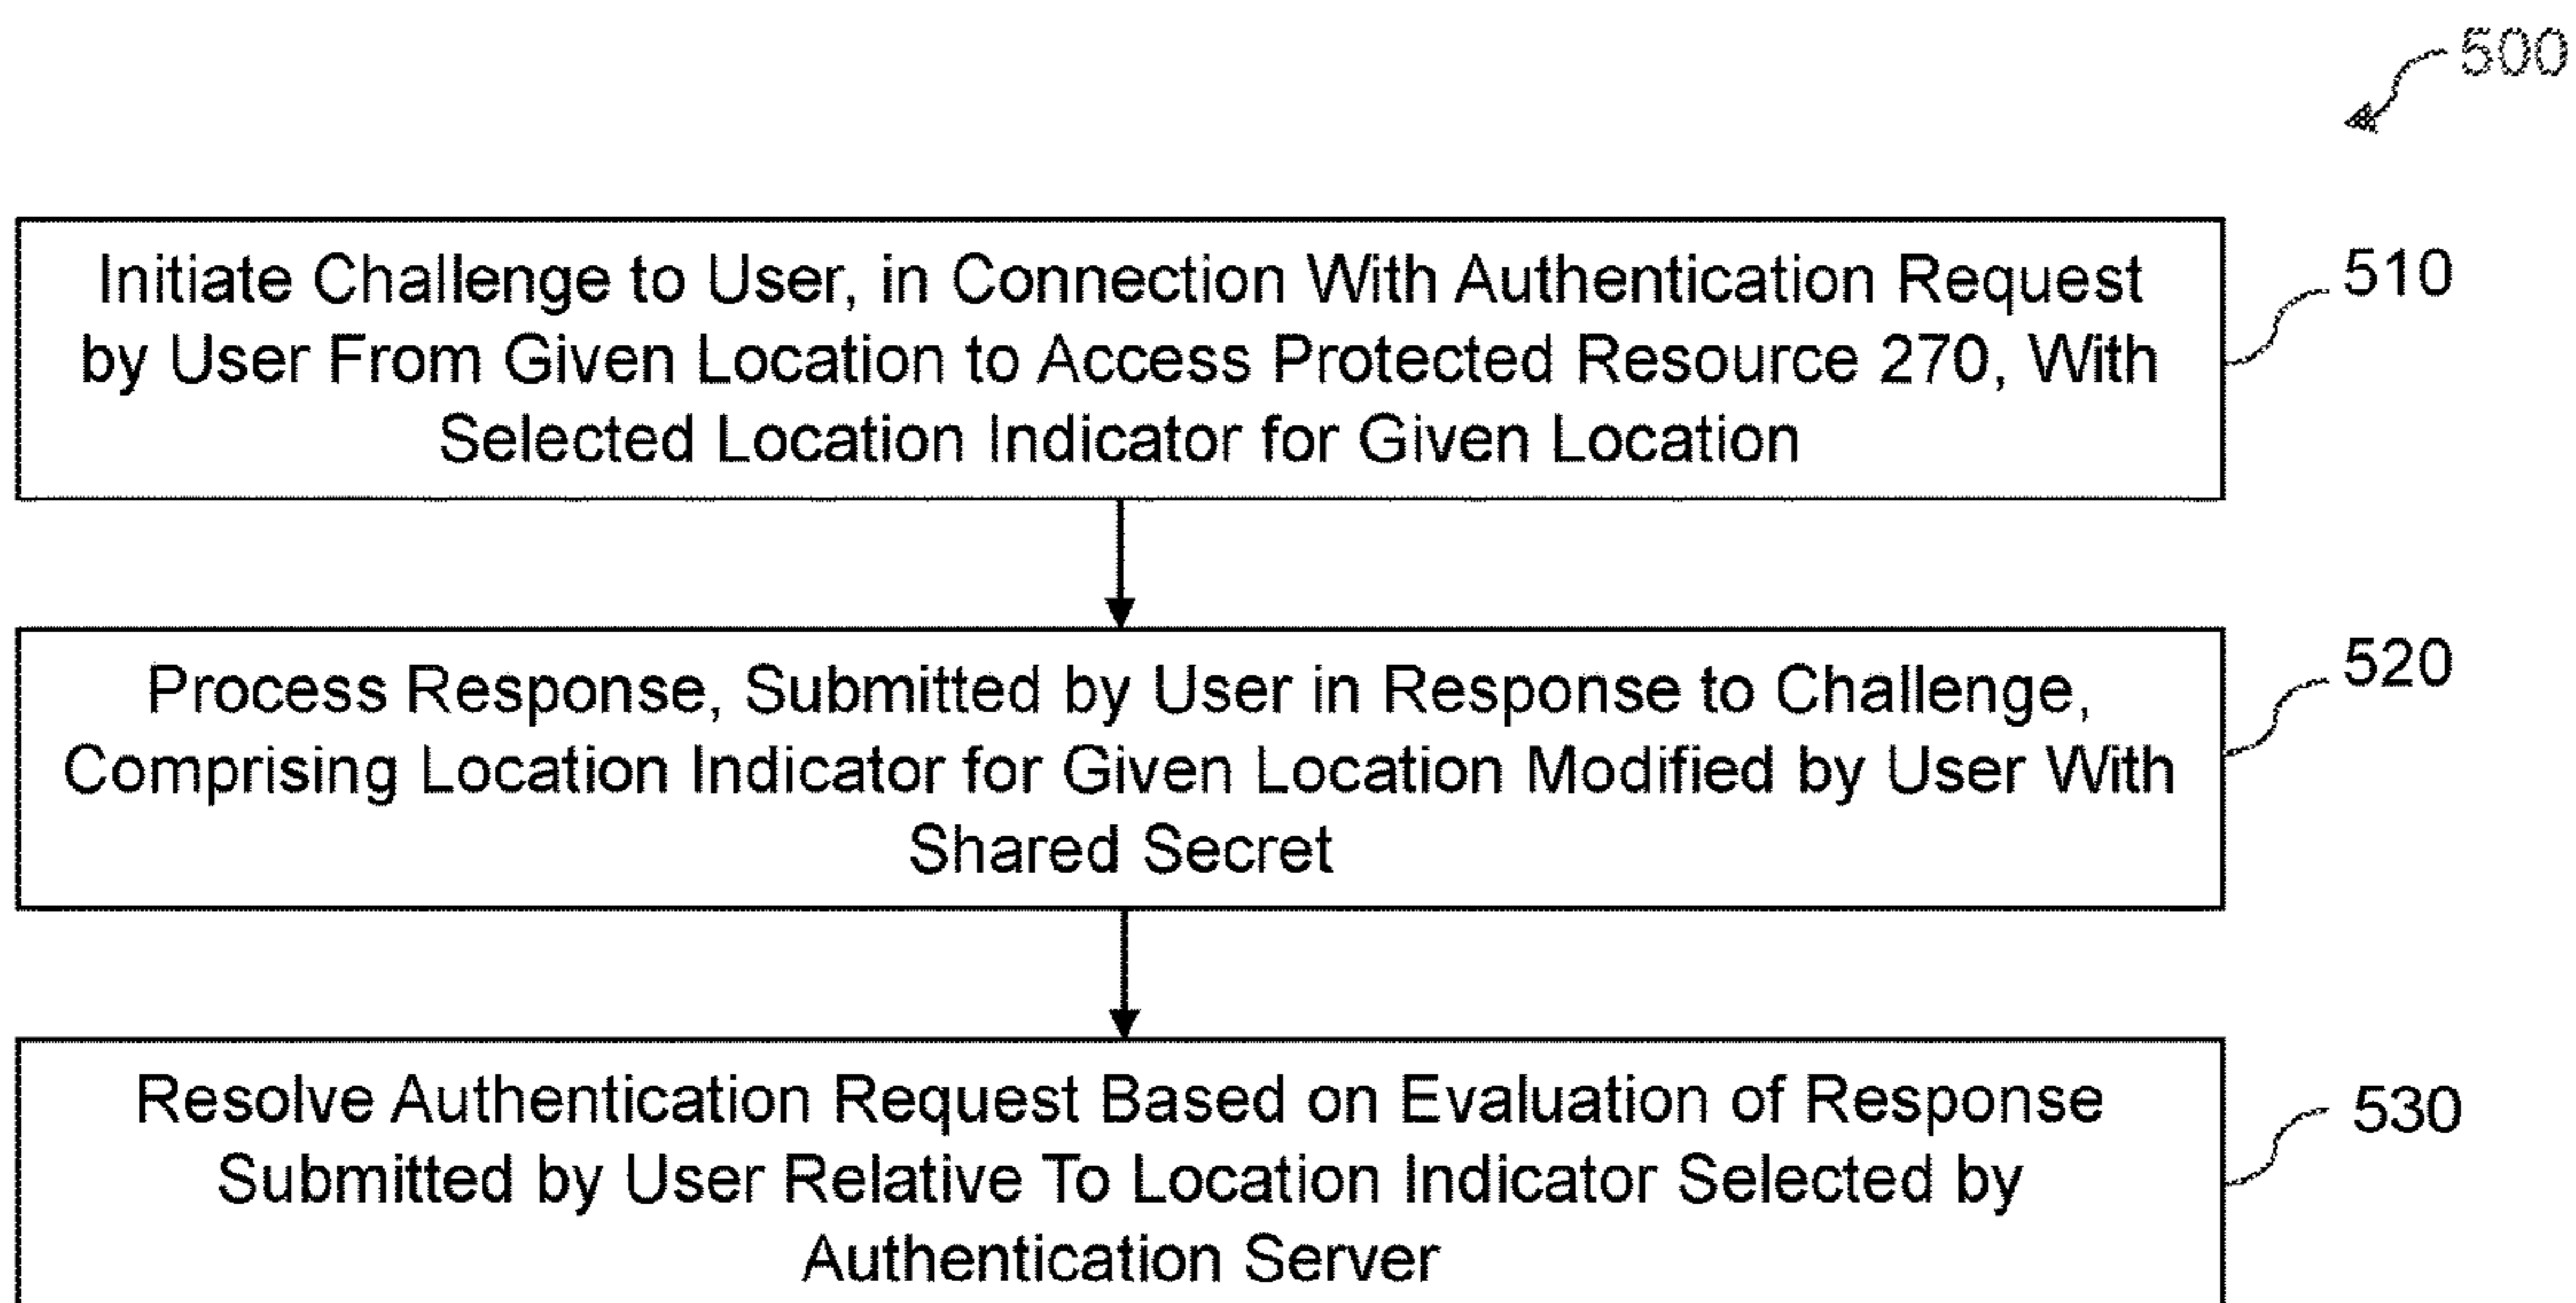 500
Initiate Challenge to User, in Connection With Authentication Request
by User From Given Location to Access Protected Resource 270, With
Selected Location Indicator for Given Location
510
Process Response, Submitted by User in Response to Challenge,
Comprising Location Indicator for Given Location Modified by User With
Shared Secret
520
Resolve Authentication Request Based on Evaluation of Response
Submitted by User Relative To Location Indicator Selected by
Authentication Server
530